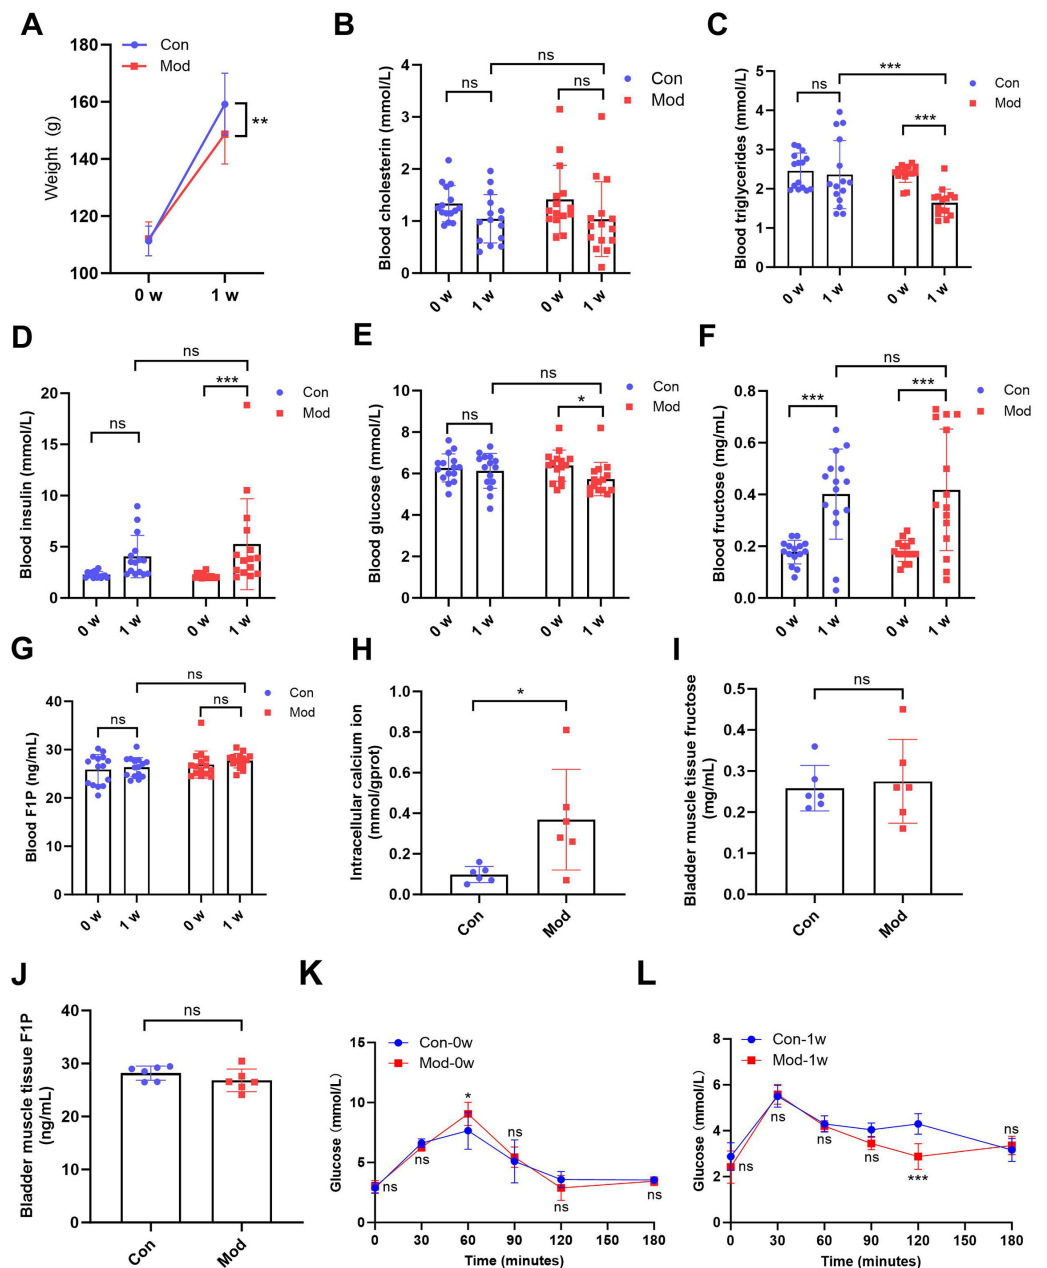 A
Weight (g)
180
160
140
120
100
Con
Mod
**
0 w
1 w
B
Blood cholesterin (mmol/L)
4
3
2
1
0
ns
ns
ns
Con
Mod
0 w
1 w
0 w
1 w
C
Blood triglycerides (mmol/L)
5
4
3
2
1
0
ns
***
***
Con
Mod
0 w
1 w
0 w
1 w
D
Blood insulin (mmol/L)
20
15
10
5
0
ns
ns
***
Con
Mod
0 w
1 w
0 w
1 w
E
Blood glucose (mmol/L)
10
8
6
4
2
0
ns
ns
*
Con
Mod
0 w
1 w
0 w
1 w
F
Blood fructose (mg/mL)
0.8
0.6
0.4
0.2
0.0
ns
***
***
Con
Mod
0 w
1 w
0 w
1 w
G
Blood F1P (ng/mL)
40
30
20
10
0
ns
ns
ns
Con
Mod
0 w
1 w
0 w
1 w
H
Intracellular calcium ion
(mmol/gprot)
1.0
0.8
0.6
0.4
0.2
0.0
*
Con
Mod
I
Bladder muscle tissue fructose
(mg/mL)
0.5
0.4
0.3
0.2
0.1
0.0
ns
Con
Mod
J
Bladder muscle tissue F1P
(ng/mL)
40
30
20
10
0
ns
Con
Mod
K
Glucose (mmol/L)
15
10
5
0
Con-0w
Mod-0w
ns
ns
*
ns
ns
ns
0
30
60
90
120
150
180
Time (minutes)
L
Glucose (mmol/L)
8
6
4
2
0
Con-1w
Mod-1w
ns
ns
ns
ns
***
ns
0
30
60
90
120
150
180
Time (minutes)